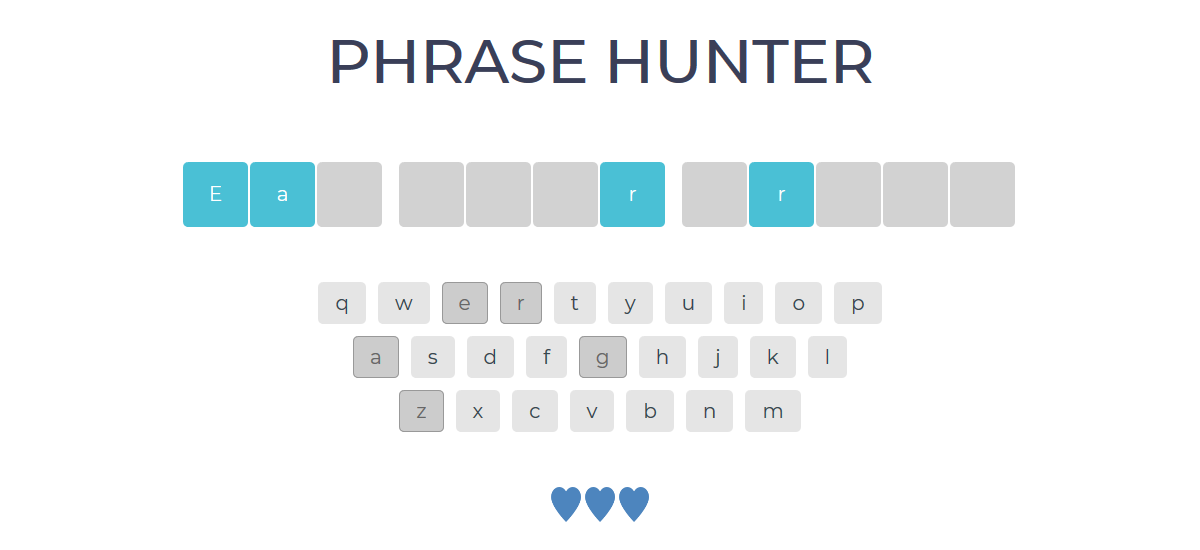 PHRASE HUNTER
E a r r
q w e r t y u i o p
a s d f g h j k l
z x c v b n m